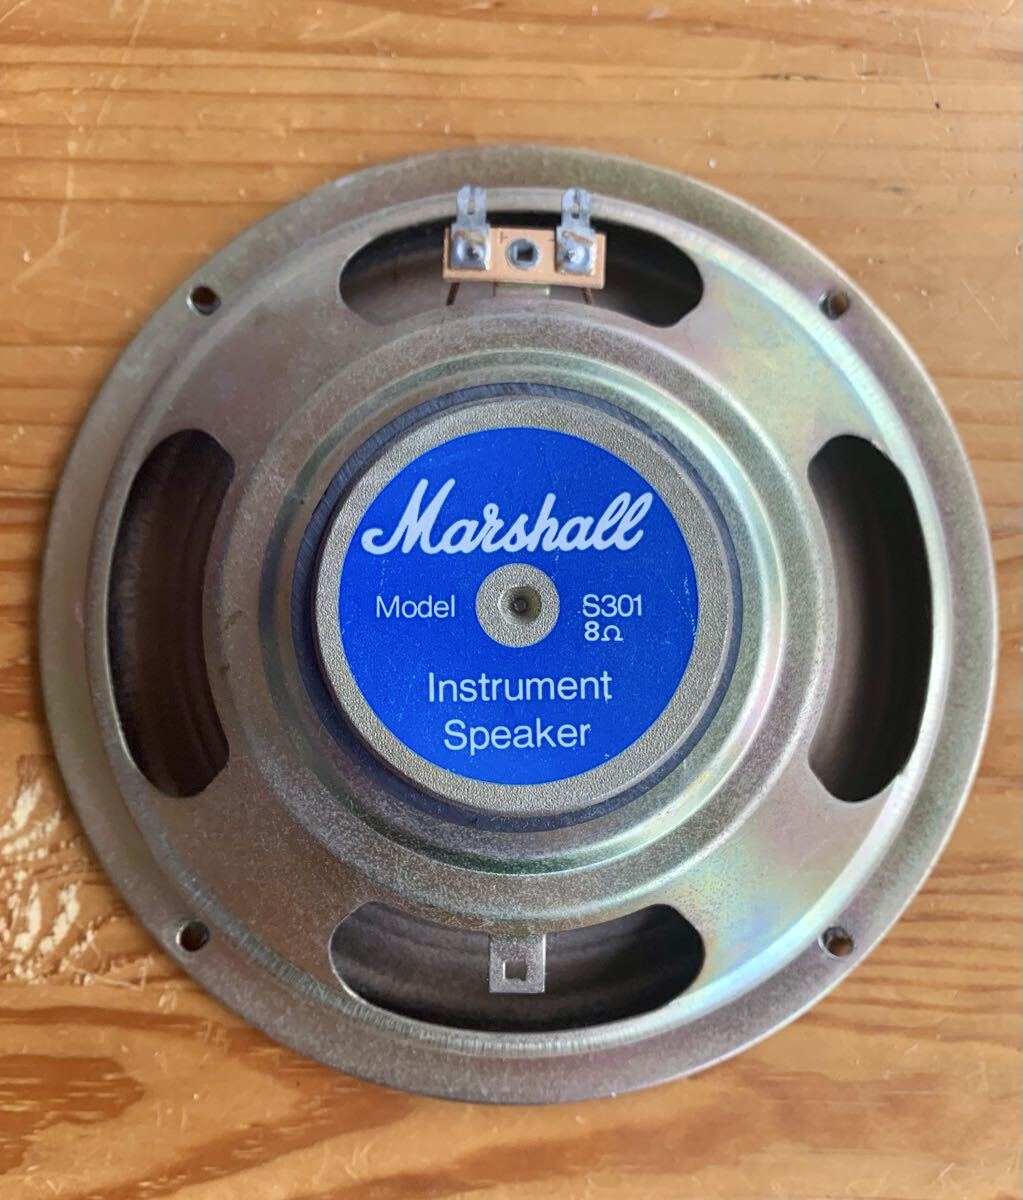 + −
Marshall
Model S301
8Ω
Instrument
Speaker